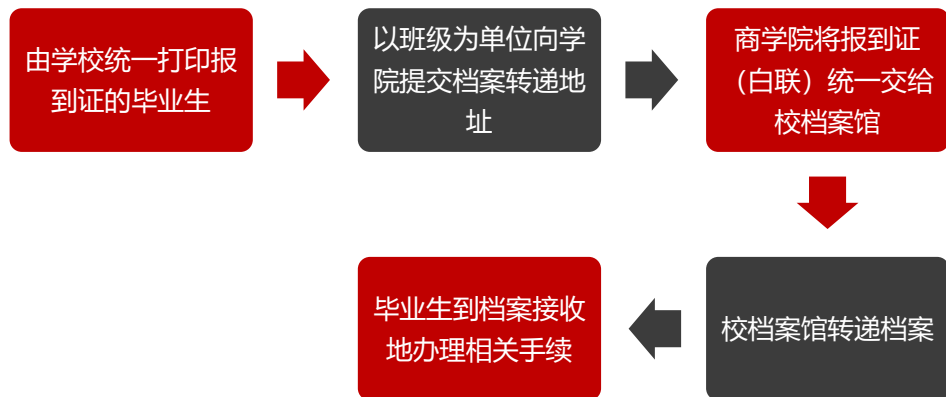 由学校统一打印报
到证的毕业生
以班级为单位向学
院提交档案转递地
址
商学院将报到证
（白联）统一交给
校档案馆
校档案馆转递档案
毕业生到档案接收
地办理相关手续